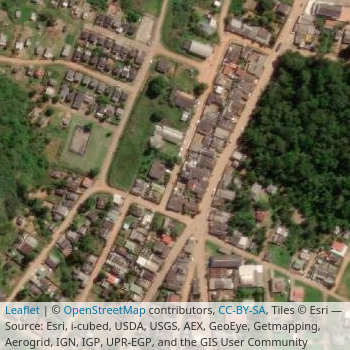 Leaflet | © OpenStreetMap contributors, CC-BY-SA, Tiles © Esri —
Source: Esri, i-cubed, USDA, USGS, AEX, GeoEye, Getmapping,
Aerogrid, IGN, IGP, UPR-EGP, and the GIS User Community